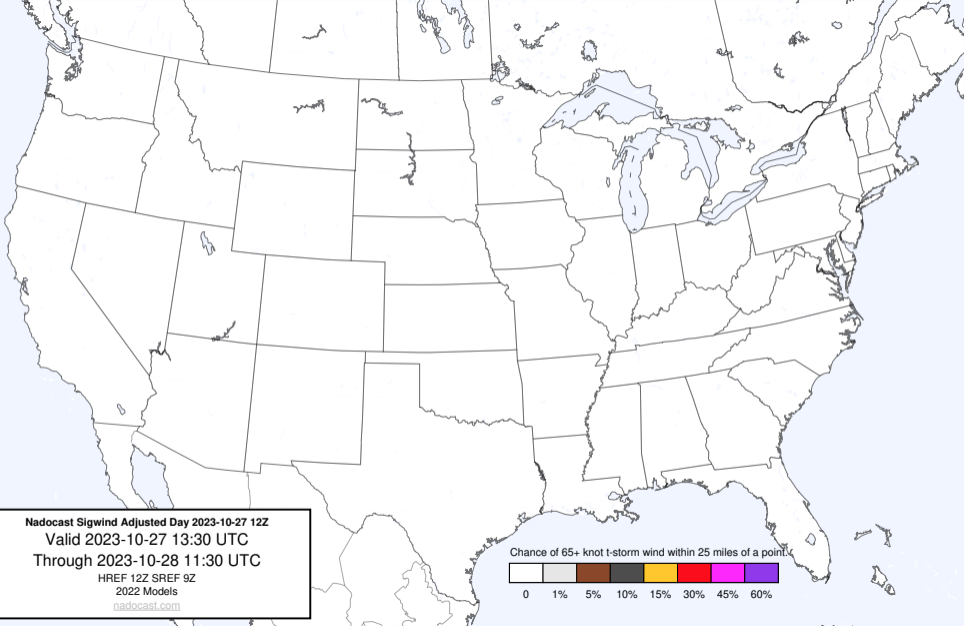 Nadocast Sigwind Adjusted Day 2023-10-27 12Z
Valid 2023-10-27 13:30 UTC
Through 2023-10-28 11:30 UTC
HREF 12Z SREF 9Z
2022 Models
nadocast.com
Chance of 65+ knot t-storm wind within 25 miles of a point.
0 1% 5% 10% 15% 30% 45% 60%